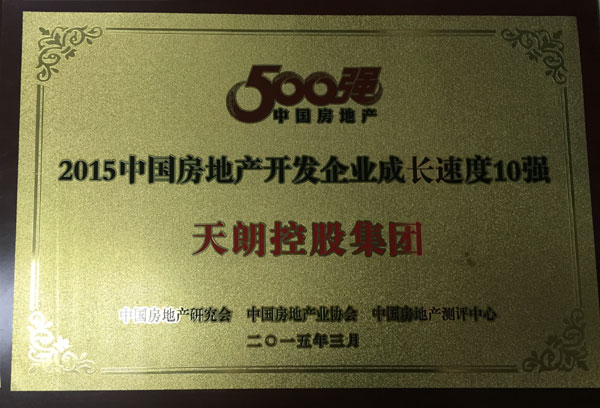 500强
中国房地产
2015中国房地产开发企业成长速度10强
天朗控股集团
中国房地产研究会 中国房地产业协会 中国房地产测评中心
二〇一五年三月